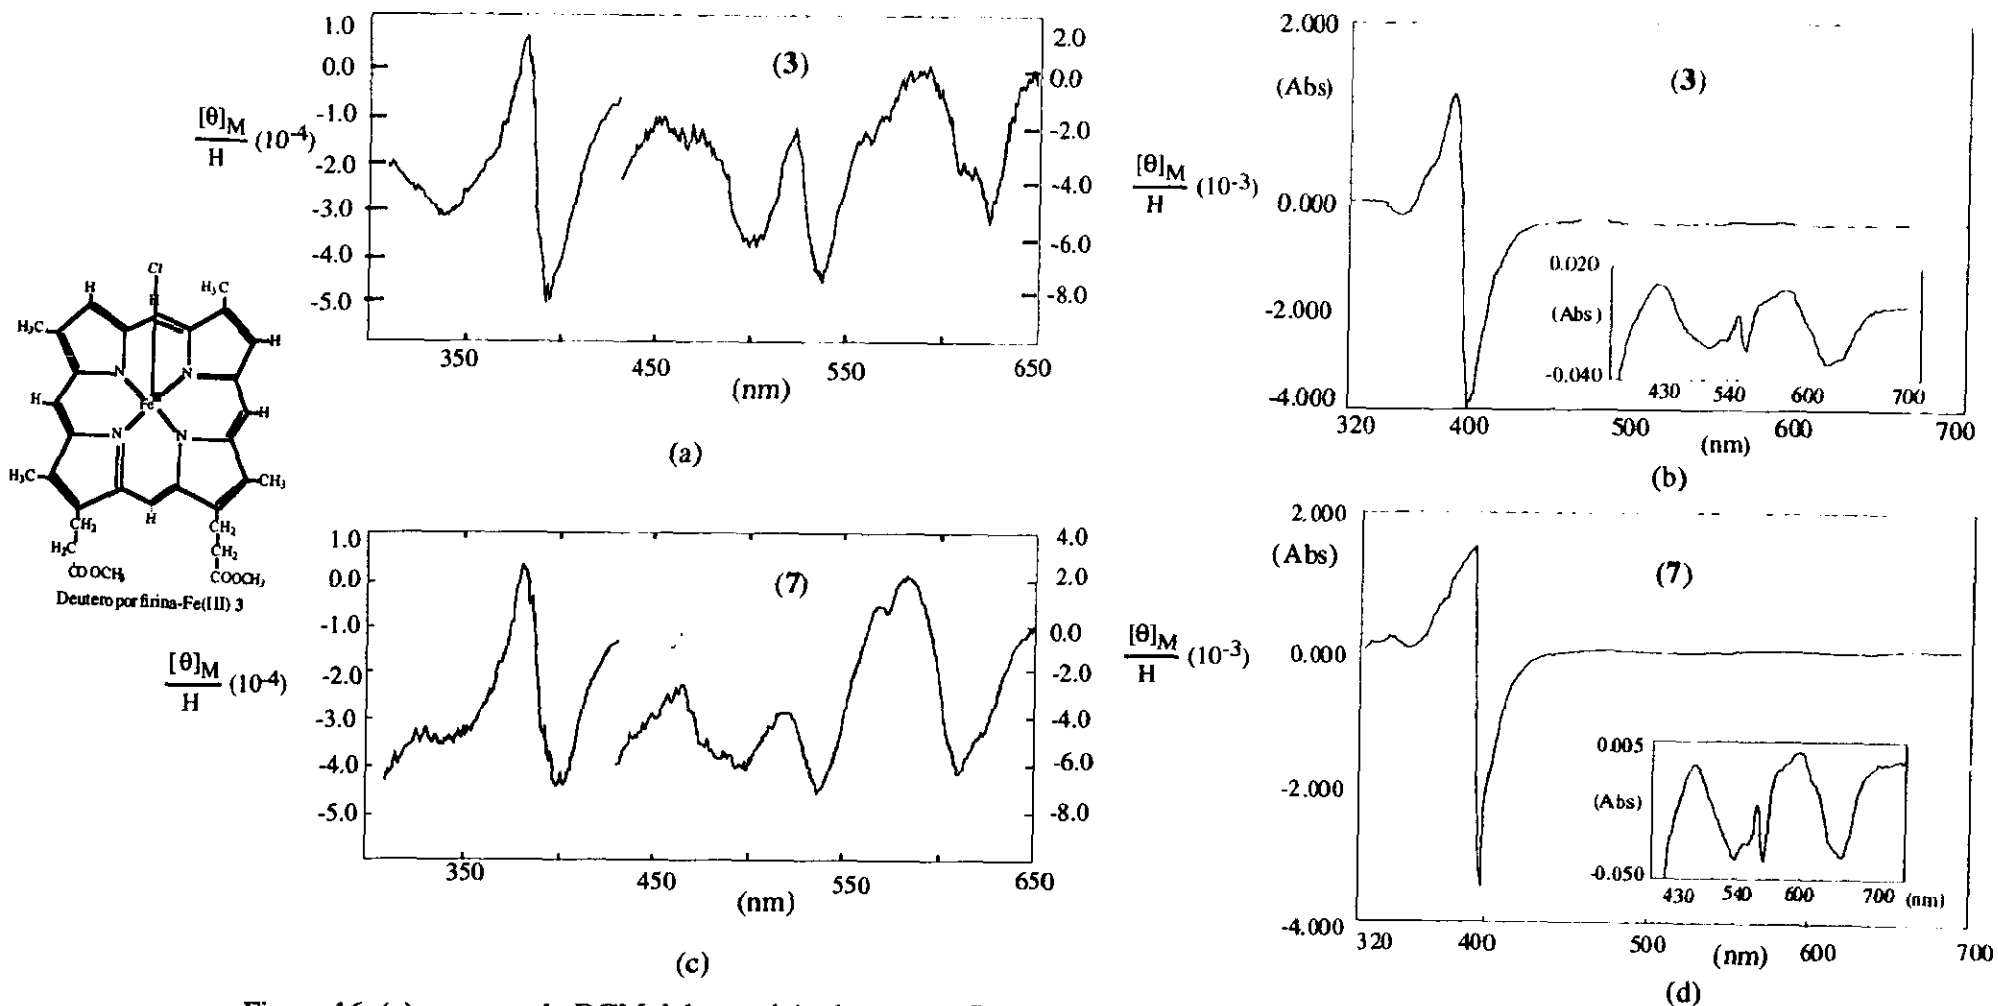 1.0
0.0
-1.0
-2.0
-3.0
-4.0
-5.0
[θ]M
H
(10-4)
(3)
2.0
0.0
-2.0
-4.0
-6.0
-8.0
350
450
550
650
(nm)
(a)
2.000
(Abs)
0.000
-2.000
-4.000
[θ]M
H
(10-3)
(3)
0.020
(Abs)
-0.040
430
540
600
700
320
400
500
600
700
(nm)
(b)
Cl
H
H
H₃C
H₃C
H
N
N
Fe
H
H
N
N
H₃C
CH₃
H
CH₂
CH₂
H₂C
CH₂
COOCH₃
COOCH₃
Deuteroporfirina-Fe(III) 3
1.0
0.0
-1.0
-2.0
-3.0
-4.0
-5.0
[θ]M
H
(10-4)
(7)
4.0
2.0
0.0
-2.0
-4.0
-6.0
-8.0
350
450
550
650
(nm)
(c)
2.000
(Abs)
0.000
-2.000
-4.000
[θ]M
H
(10-3)
(7)
0.005
(Abs)
-0.050
430
540
600
700
(nm)
320
400
500
600
700
(nm)
(d)